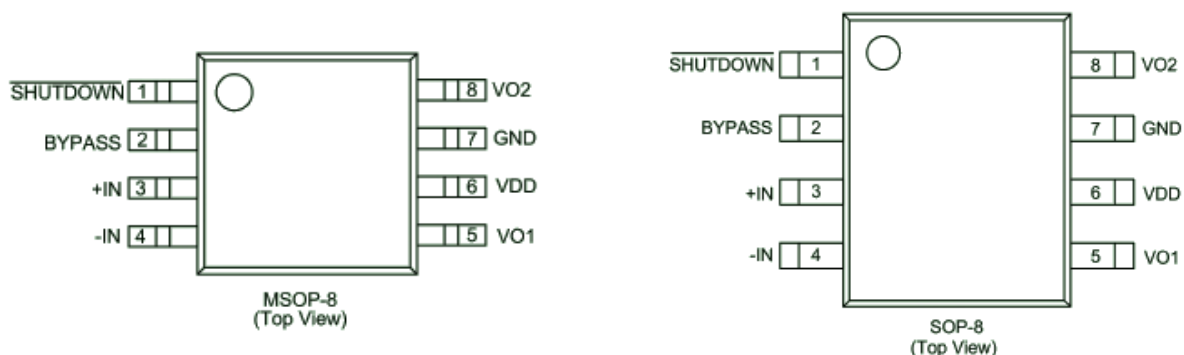 SHUTDOWN 1
8 VO2
BYPASS 2
7 GND
+IN 3
6 VDD
-IN 4
5 VO1
MSOP-8
(Top View)
SHUTDOWN 1
8 VO2
BYPASS 2
7 GND
+IN 3
6 VDD
-IN 4
5 VO1
SOP-8
(Top View)